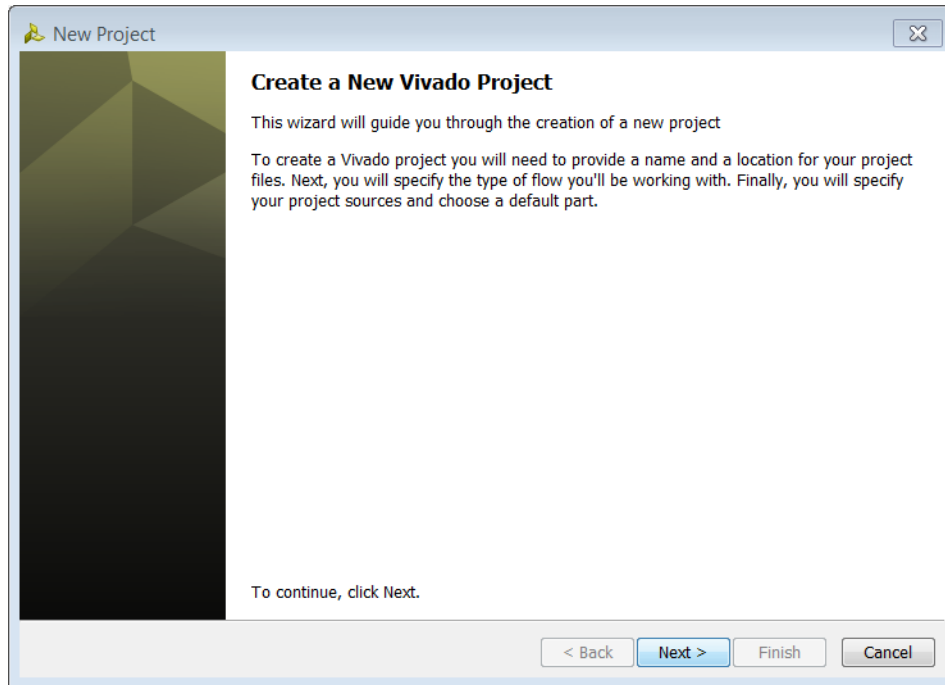 New Project
Create a New Vivado Project
This wizard will guide you through the creation of a new project
To create a Vivado project you will need to provide a name and a location for your project
files. Next, you will specify the type of flow you'll be working with. Finally, you will specify
your project sources and choose a default part.
To continue, click Next.
< Back Next > Finish Cancel